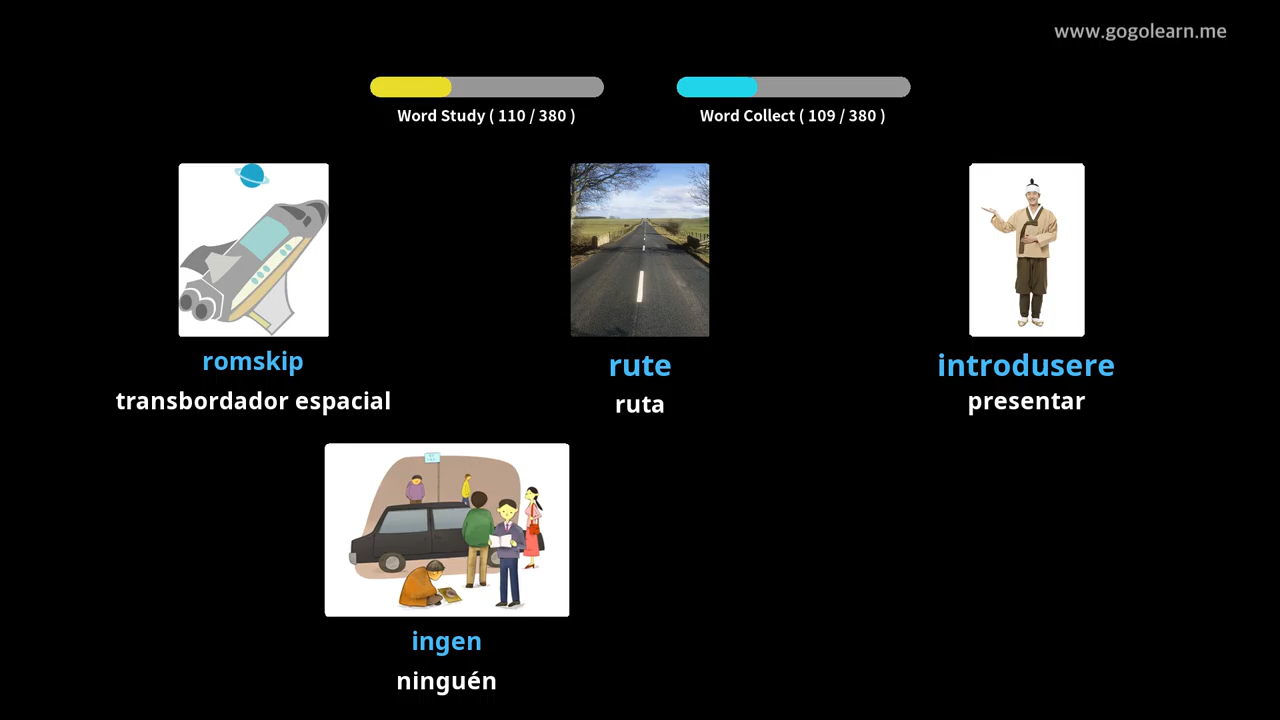 www.gogolearn.me
Word Study ( 110 / 380 )
Word Collect ( 109 / 380 )
romskip
transbordador espacial
rute
ruta
introdusere
presentar
ingen
ninguén